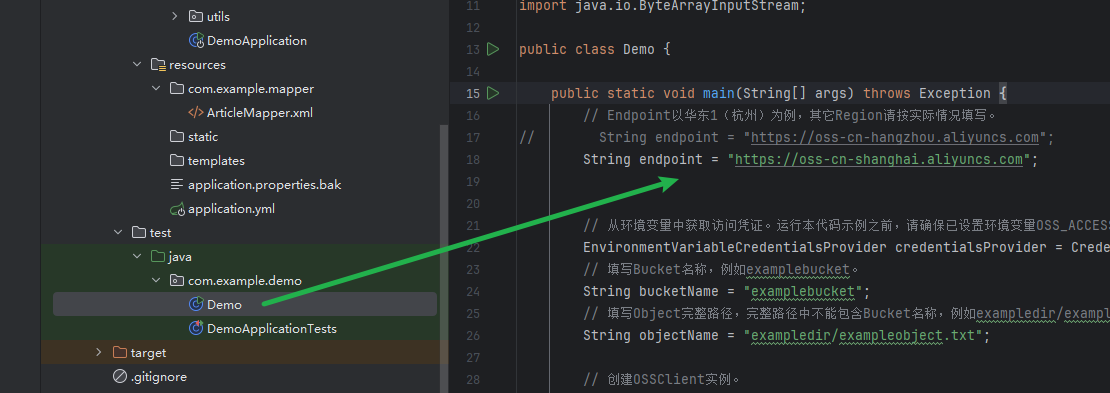 utils
DemoApplication
resources
com.example.mapper
ArticleMapper.xml
static
templates
application.properties.bak
application.yml
test
java
com.example.demo
Demo
DemoApplicationTests
target
.gitignore
11 import java.io.ByteArrayInputStream;
12
13 public class Demo {
14
15 public static void main(String[] args) throws Exception {
16 // Endpoint以华东1（杭州）为例，其它Region请按实际情况填写。
17 // String endpoint = "https://oss-cn-hangzhou.aliyuncs.com";
18 String endpoint = "https://oss-cn-shanghai.aliyuncs.com";
19
20
21 // 从环境变量中获取访问凭证。运行本代码示例之前，请确保已设置环境变量OSS_ACCESS
22 EnvironmentVariableCredentialsProvider credentialsProvider = Crede
23 // 填写Bucket名称，例如examplebucket。
24 String bucketName = "examplebucket";
25 // 填写Object完整路径，完整路径中不能包含Bucket名称，例如exampledir/examp
26 String objectName = "exampledir/exampleobject.txt";
27
28 // 创建OSSClient实例。